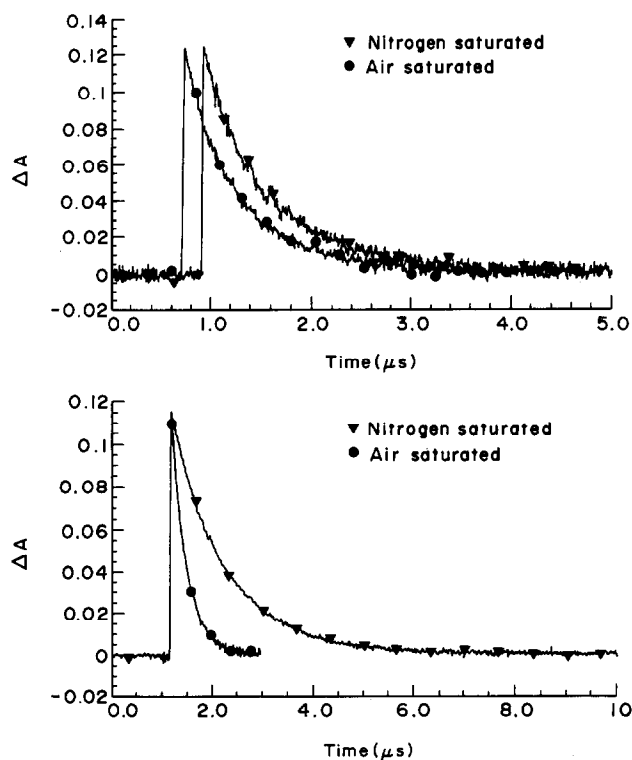 0.14
0.12
0.1
0.08
0.06
0.04
0.02
0
-0.02
ΔA
▼ Nitrogen saturated
● Air saturated
0.0 1.0 2.0 3.0 4.0 5.0
Time(μs)
0.12
0.1
0.08
0.06
0.04
0.02
0
-0.02
ΔA
▼ Nitrogen saturated
● Air saturated
0.0 2.0 4.0 6.0 8.0 10
Time(μs)